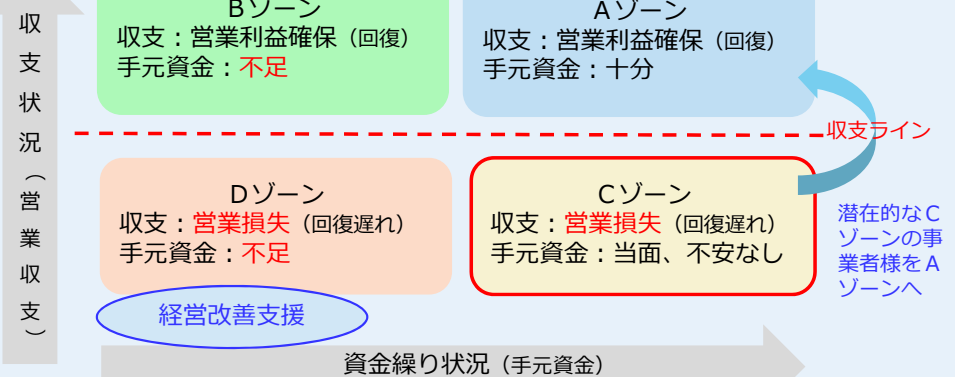 収支状況（営業収支）
Bゾーン
収支：営業利益確保（回復）
手元資金：不足
Aゾーン
収支：営業利益確保（回復）
手元資金：十分
収支ライン
Dゾーン
収支：営業損失（回復遅れ）
手元資金：不足
Cゾーン
収支：営業損失（回復遅れ）
手元資金：当面、不安なし
潜在的なC
ゾーンの事
業者様をA
ゾーンへ
経営改善支援
資金繰り状況（手元資金）